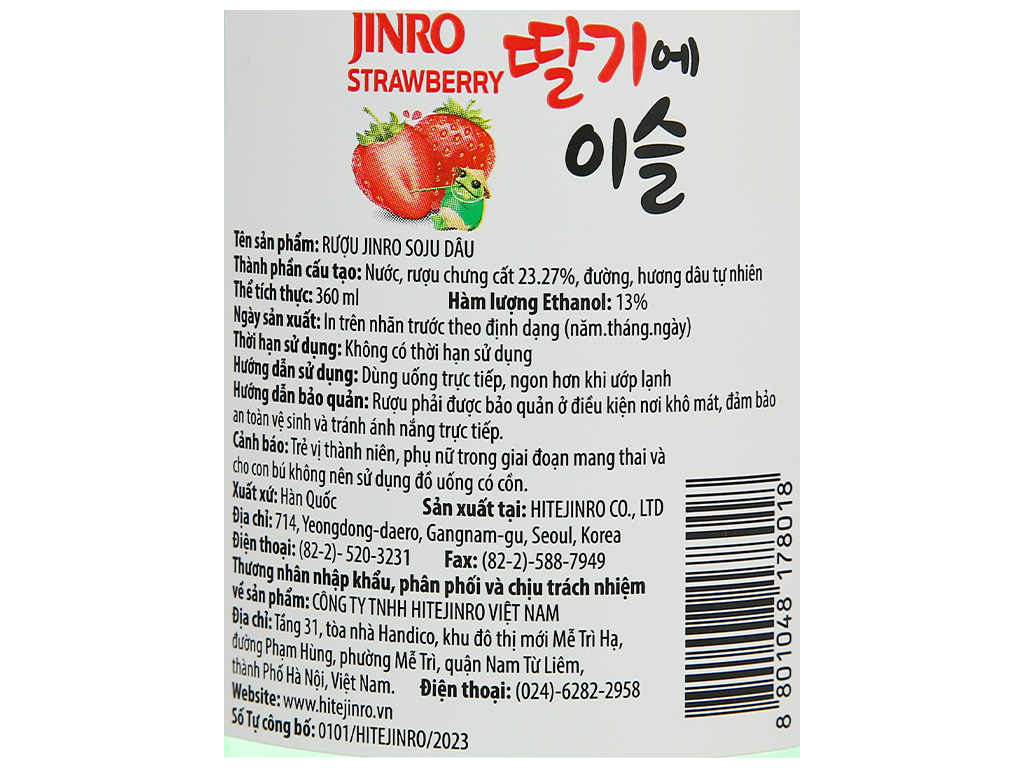 JINRO
STRAWBERRY
딸기에
이슬
Tên sản phẩm: RƯỢU JINRO SOJU DÂU
Thành phần cấu tạo: Nước, rượu chưng cất 23.27%, đường, hương dâu tự nhiên
Thể tích thực: 360 ml Hàm lượng Ethanol: 13%
Ngày sản xuất: In trên nhãn trước theo định dạng (năm.tháng.ngày)
Thời hạn sử dụng: Không có thời hạn sử dụng
Hướng dẫn sử dụng: Dùng uống trực tiếp, ngon hơn khi ướp lạnh
Hướng dẫn bảo quản: Rượu phải được bảo quản ở điều kiện nơi khô mát, đảm bảo
an toàn vệ sinh và tránh ánh nắng trực tiếp.
Cảnh báo: Trẻ vị thành niên, phụ nữ trong giai đoạn mang thai và
cho con bú không nên sử dụng đồ uống có cồn.
Xuất xứ: Hàn Quốc Sản xuất tại: HITEJINRO CO., LTD
Địa chỉ: 714, Yeongdong-daero, Gangnam-gu, Seoul, Korea
Điện thoại: (82-2)- 520-3231 Fax: (82-2)-588-7949
Thương nhân nhập khẩu, phân phối và chịu trách nhiệm
về sản phẩm: CÔNG TY TNHH HITEJINRO VIỆT NAM
Địa chỉ: Tầng 31, tòa nhà Handico, khu đô thị mới Mễ Trì Hạ,
đường Phạm Hùng, phường Mễ Trì, quận Nam Từ Liêm,
thành Phố Hà Nội, Việt Nam. Điện thoại: (024)-6282-2958
Website: www.hitejinro.vn
Số Tự công bố: 0101/HITEJINRO/2023
8 801048 178018